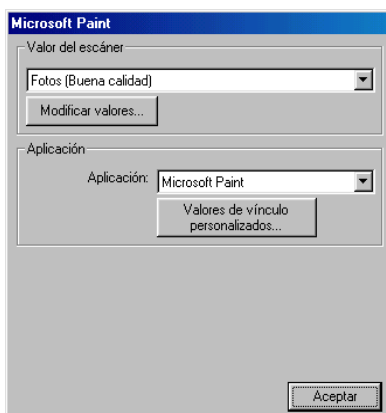 Microsoft Paint
Valor del escáner
Fotos (Buena calidad)
Modificar valores...
Aplicación
Aplicación: Microsoft Paint
Valores de vínculo
personalizados...
Aceptar